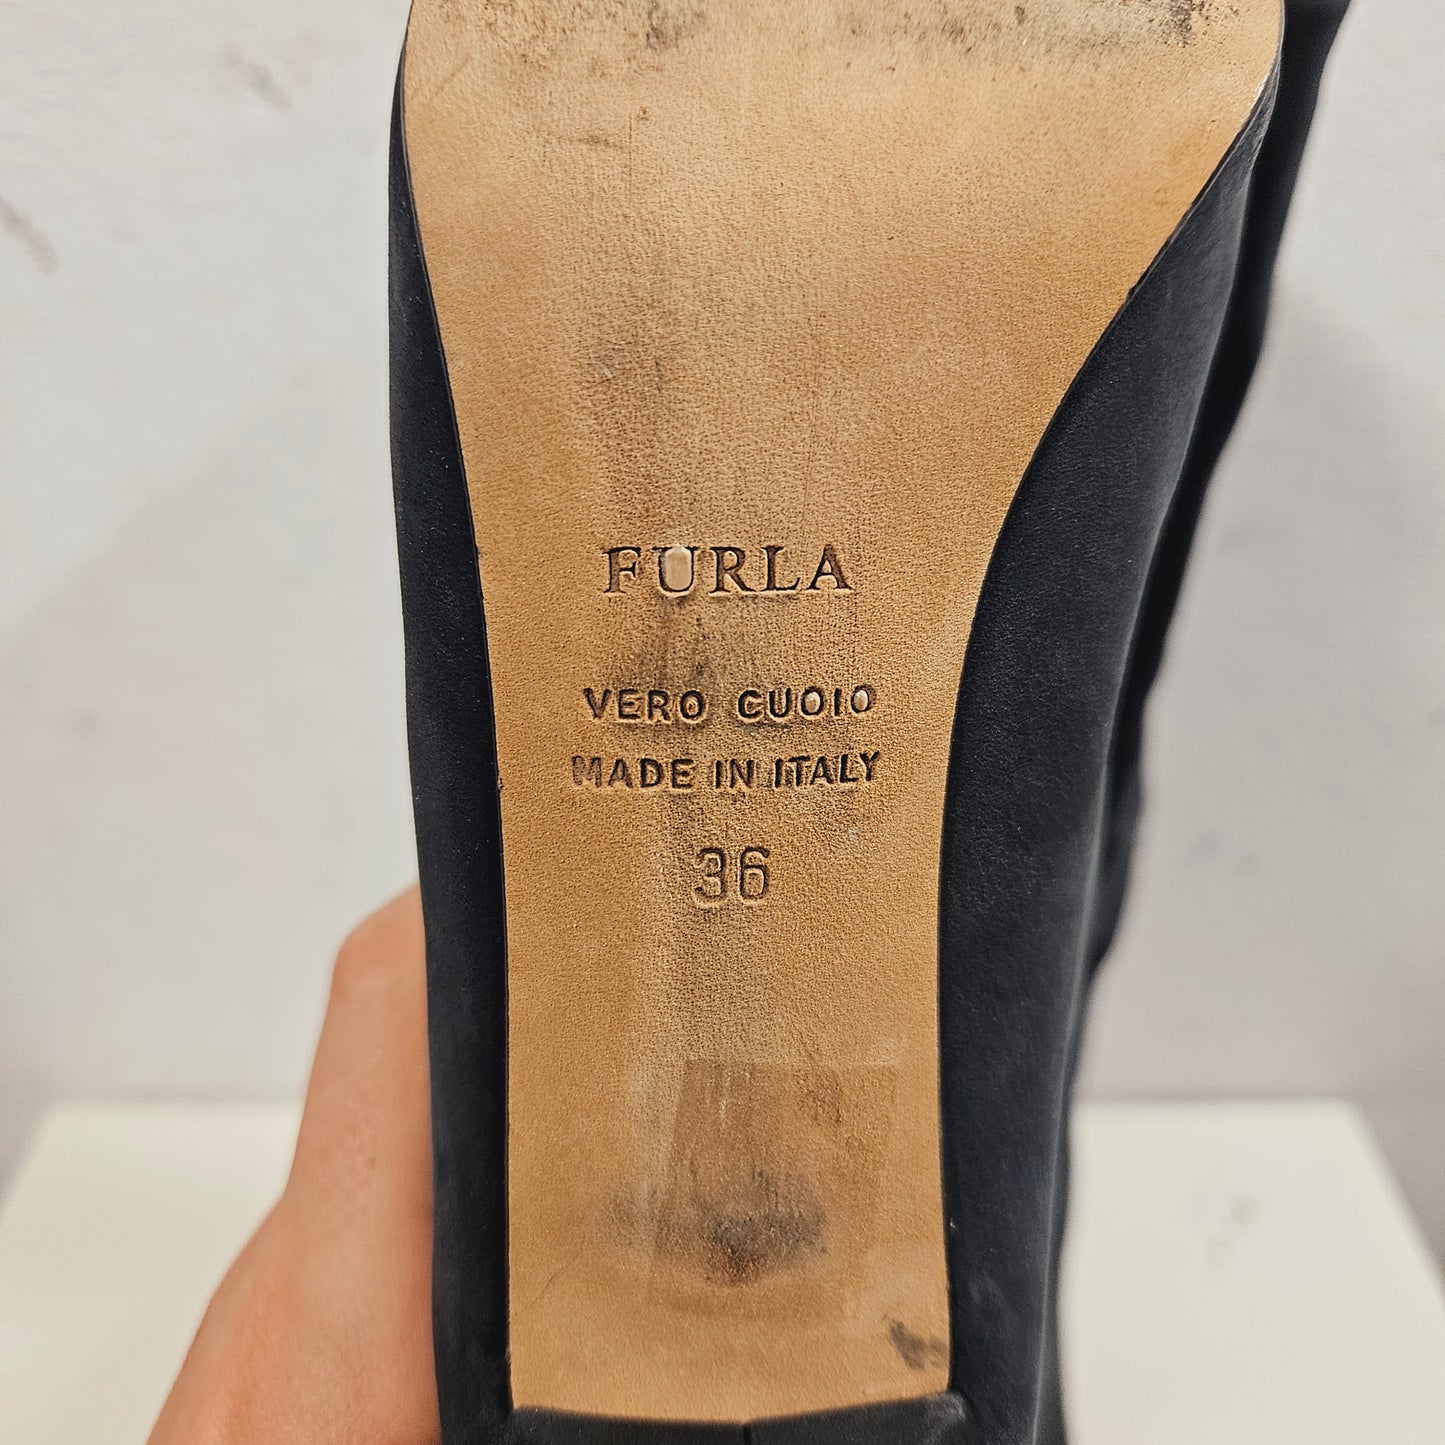 FURLA
VERO CUOIO
MADE IN ITALY
36